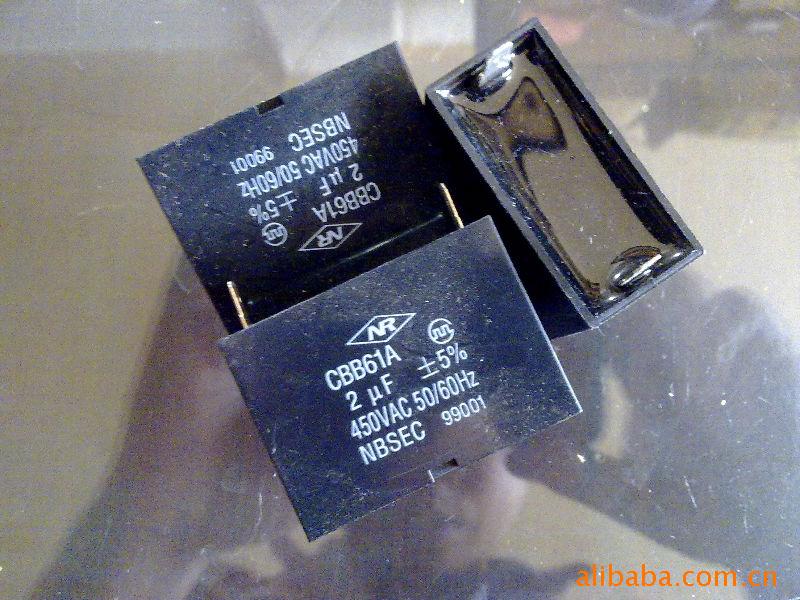 NR
CBB61A
2 µF ±5%
450VAC 50/60Hz
NBSEC 99001
NR
CBB61A
2 µF ±5%
450VAC 50/60Hz
NBSEC 99001
alibaba.com.cn